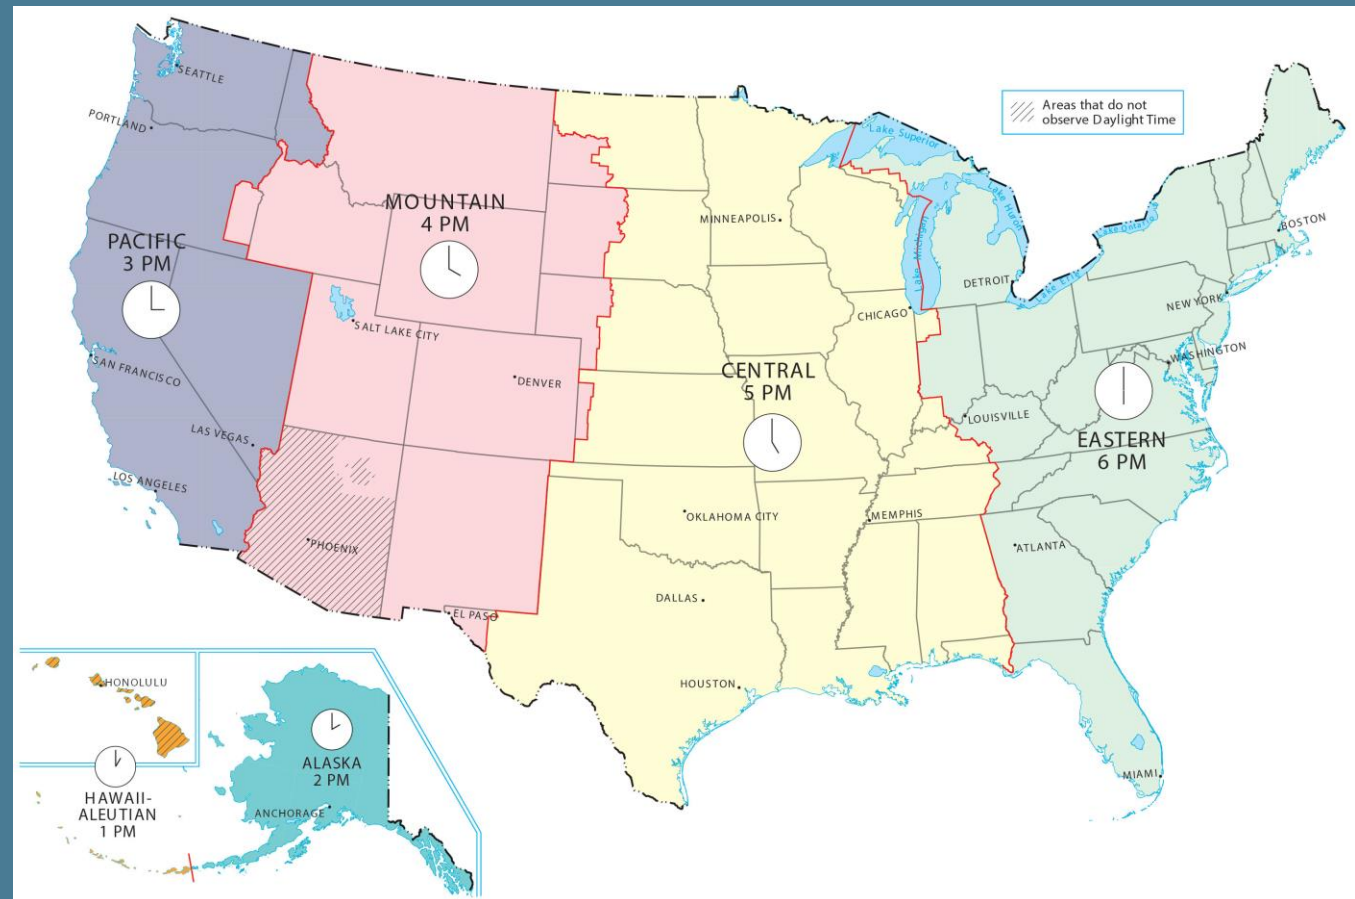 SEATTLE
PORTLAND
Areas that do not
observe Daylight Time
Lake Superior
MOUNTAIN
4 PM
MINNEAPOLIS
Lake Huron
Lake Michigan
BOSTON
Lake Ontario
PACIFIC
3 PM
DETROIT
Lake Erie
NEW YORK
CHICAGO
SALT LAKE CITY
SAN FRANCISCO
WASHINGTON
DENVER
CENTRAL
5 PM
LOUISVILLE
LAS VEGAS
EASTERN
6 PM
LOS ANGELES
OKLAHOMA CITY
MEMPHIS
PHOENIX
ATLANTA
DALLAS
EL PASO
HONOLULU
HOUSTON
ALASKA
2 PM
MIAMI
HAWAII-
ALEUTIAN
1 PM
ANCHORAGE